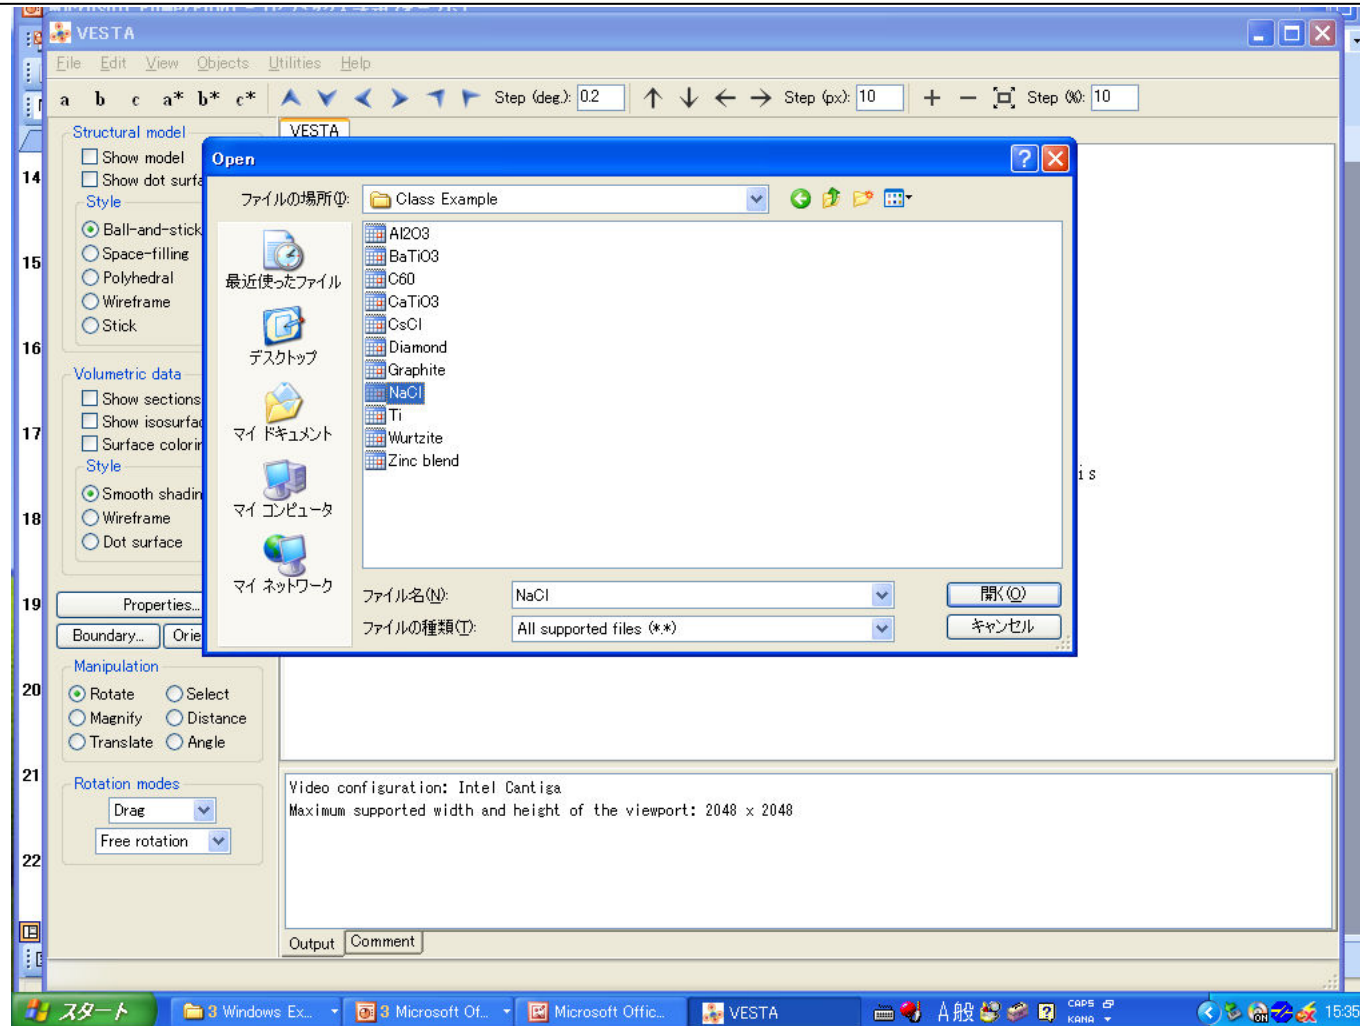 VESTA
File Edit View Objects Utilities Help
a b c a* b* c* Step (deg.): 0.2 Step (px): 10 Step (%): 10
Structural model
VESTA
Show model
Show dot surfa
Style
Ball-and-stick
Space-filling
Polyhedral
Wireframe
Stick
Volumetric data
Show sections
Show isosurfac
Surface colorin
Style
Smooth shadin
Wireframe
Dot surface
Properties...
Boundary... Orie
Manipulation
Rotate Select
Magnify Distance
Translate Angle
Rotation modes
Drag
Free rotation
14
15
16
17
18
19
20
21
22
Open
ファイルの場所(I): Class Example
最近使ったファイル
デスクトップ
マイ ドキュメント
マイ コンピュータ
マイ ネットワーク
Al2O3
BaTiO3
C60
CaTiO3
CsCl
Diamond
Graphite
NaCl
Ti
Wurtzite
Zinc blend
ファイル名(N): NaCl 開く(O)
ファイルの種類(T): All supported files (*.*) キャンセル
is
Video configuration: Intel Cantiga
Maximum supported width and height of the viewport: 2048 x 2048
Output Comment
スタート 3 Windows Ex... 3 Microsoft Of... Microsoft Offic... VESTA A 般 CAPS KANA 15:35